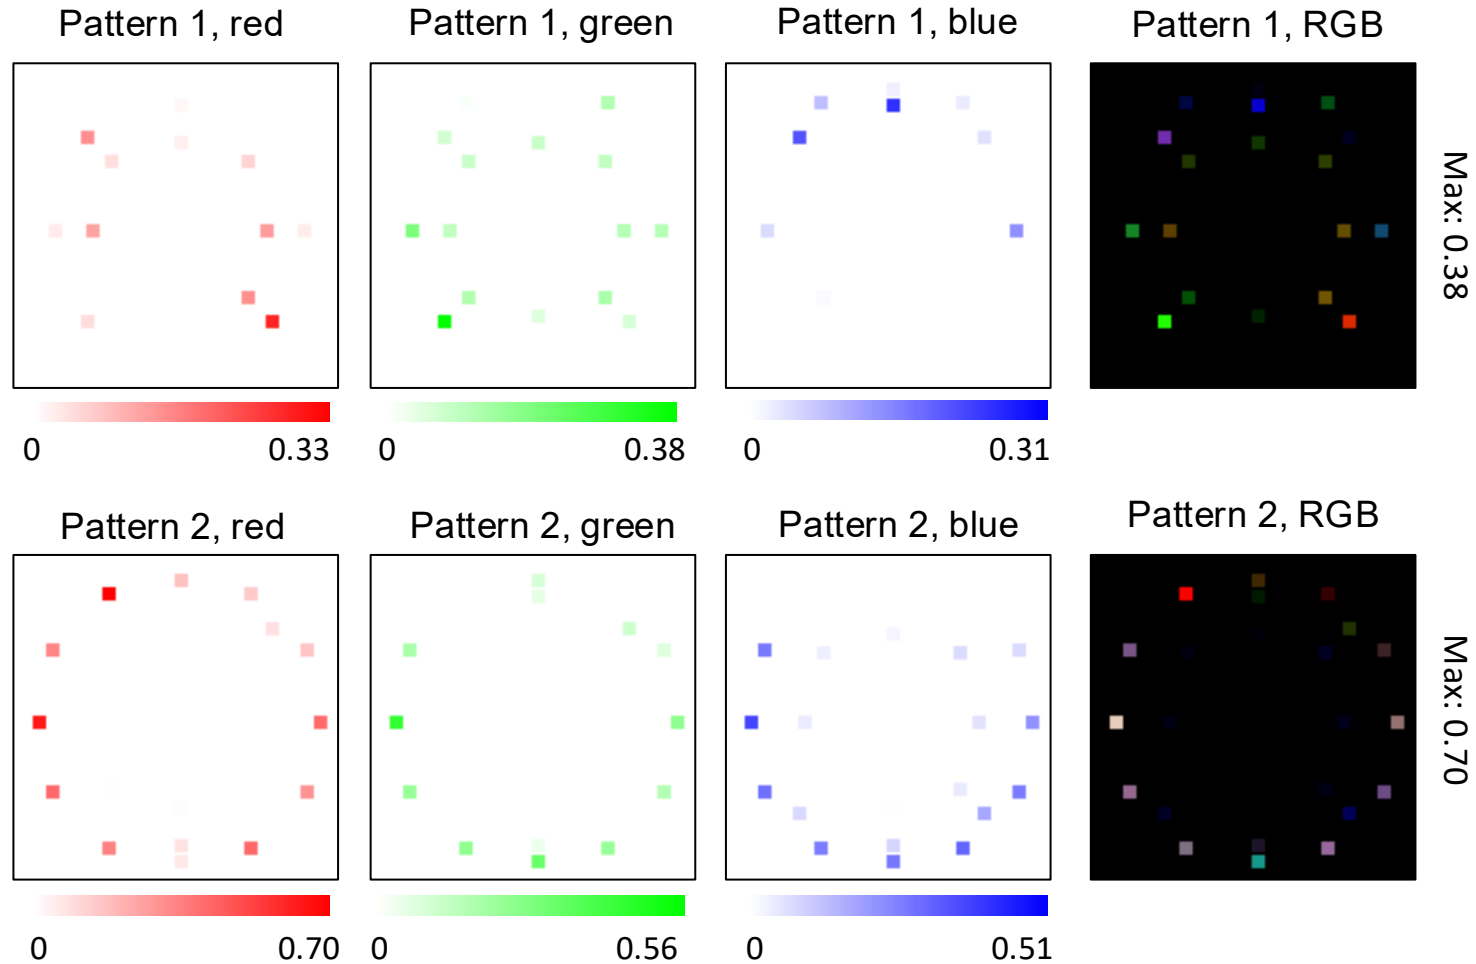 Pattern 1, red
Pattern 1, green
Pattern 1, blue
Pattern 1, RGB
Max: 0.38
0
0.33
0
0.38
0
0.31
Pattern 2, red
Pattern 2, green
Pattern 2, blue
Pattern 2, RGB
Max: 0.70
0
0.70
0
0.56
0
0.51